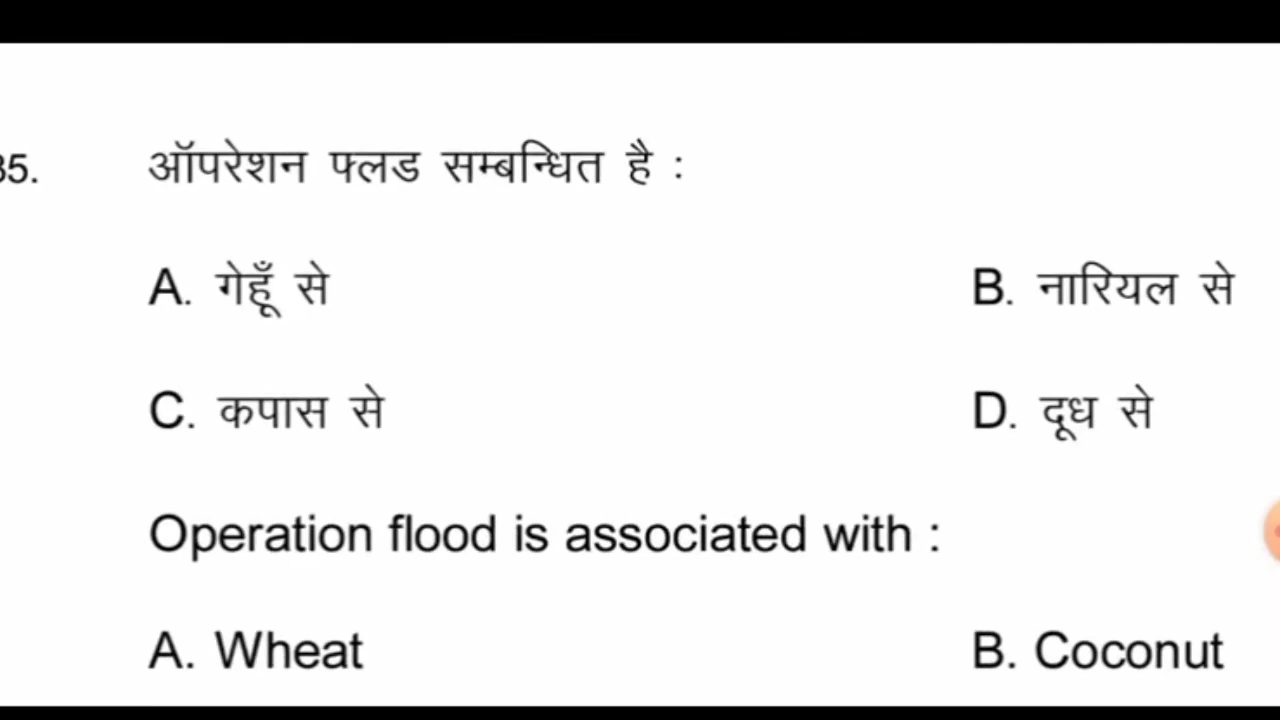 35. ऑपरेशन फ्लड सम्बन्धित है :
A. गेहूँ से B. नारियल से
C. कपास से D. दूध से
Operation flood is associated with :
A. Wheat B. Coconut